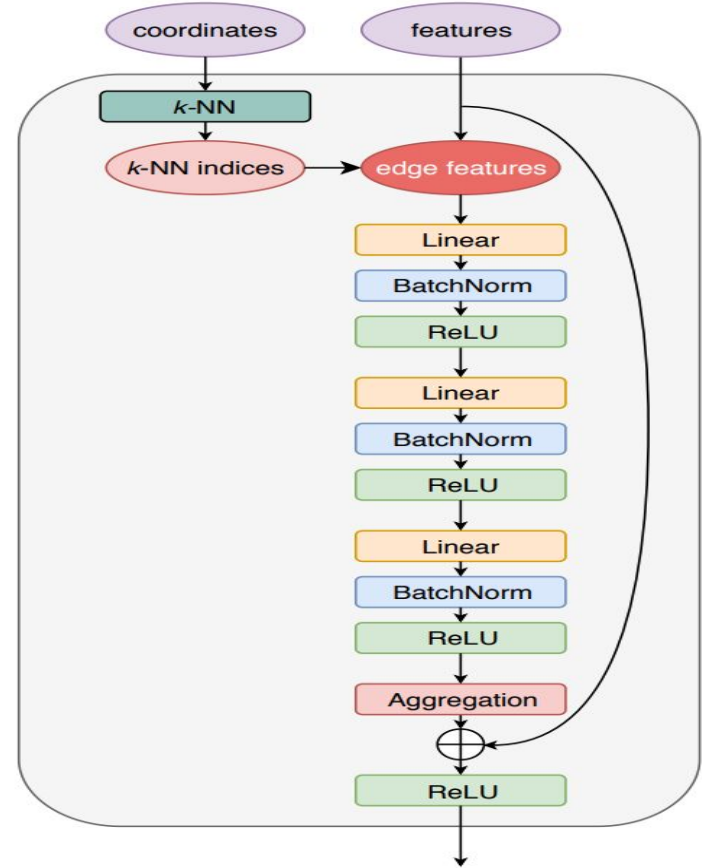 coordinates
features
k-NN
k-NN indices
edge features
Linear
BatchNorm
ReLU
Linear
BatchNorm
ReLU
Linear
BatchNorm
ReLU
Aggregation
ReLU